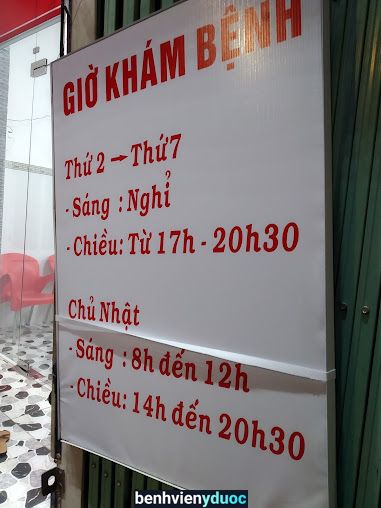 GIỜ KHÁM BỆNH
Thứ 2 → Thứ 7
- Sáng : Nghỉ
- Chiều: Từ 17h - 20h30
Chủ Nhật
- Sáng : 8h đến 12h
- Chiều: 14h đến 20h30
benhvienyduoc